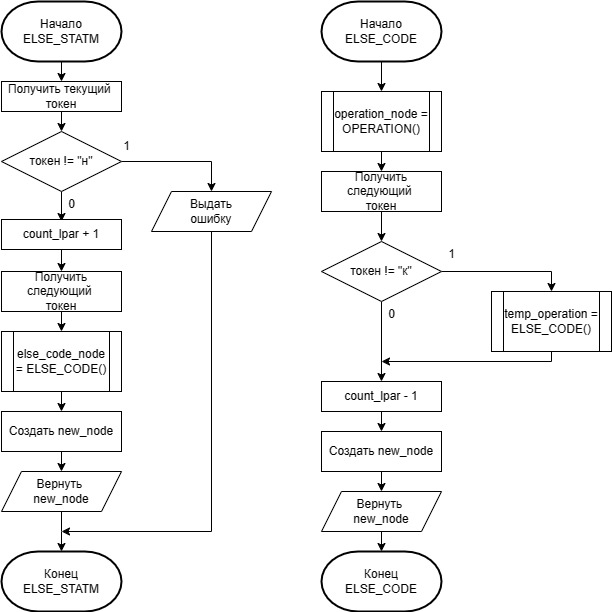 Начало
ELSE_STATM
Получить текущий
токен
токен != "н"
1
0
Выдать
ошибку
count_lpar + 1
Получить
следующий
токен
else_code_node
= ELSE_CODE()
Создать new_node
Вернуть
new_node
Конец
ELSE_STATM
Начало
ELSE_CODE
operation_node =
OPERATION()
Получить
следующий
токен
токен != "к"
1
0
temp_operation =
ELSE_CODE()
count_lpar - 1
Создать new_node
Вернуть
new_node
Конец
ELSE_CODE